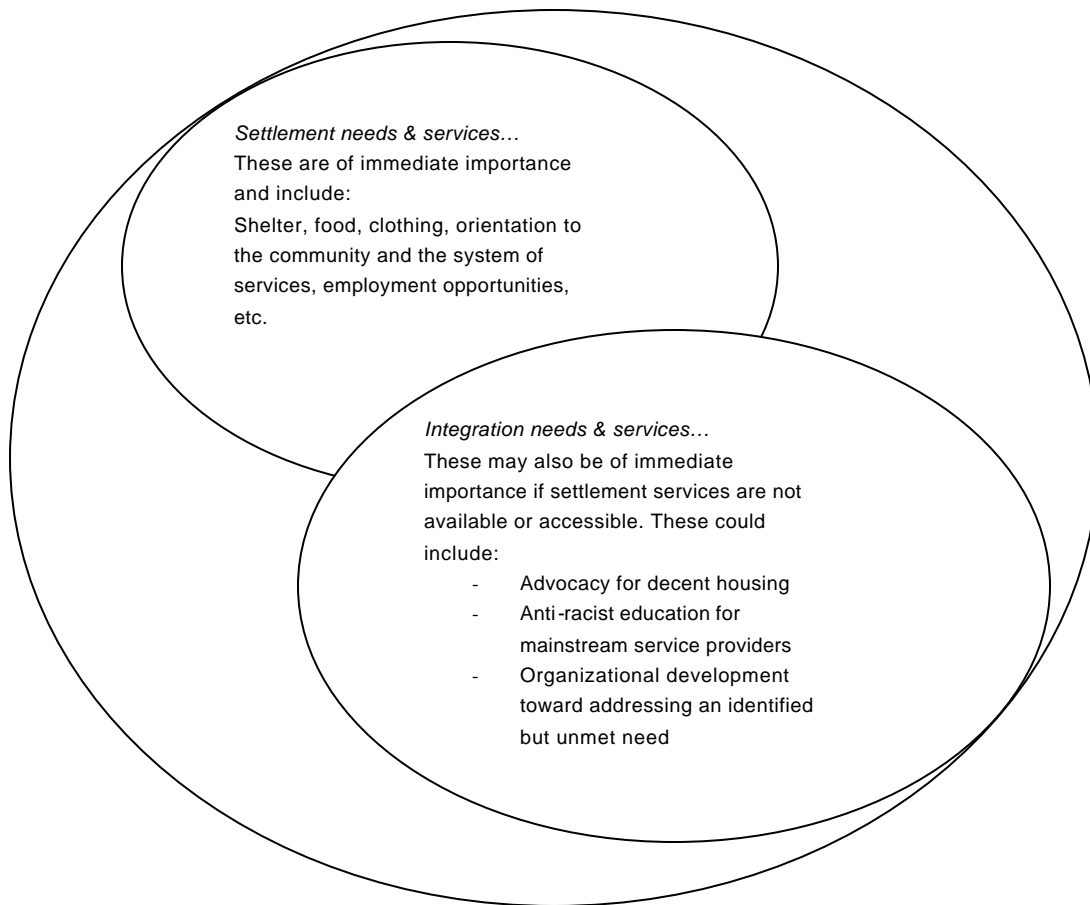 Settlement needs & services…
These are of immediate importance
and include:
Shelter, food, clothing, orientation to
the community and the system of
services, employment opportunities,
etc.
Integration needs & services…
These may also be of immediate
importance if settlement services are not
available or accessible. These could
include:
- Advocacy for decent housing
- Anti-racist education for
mainstream service providers
- Organizational development
toward addressing an identified
but unmet need